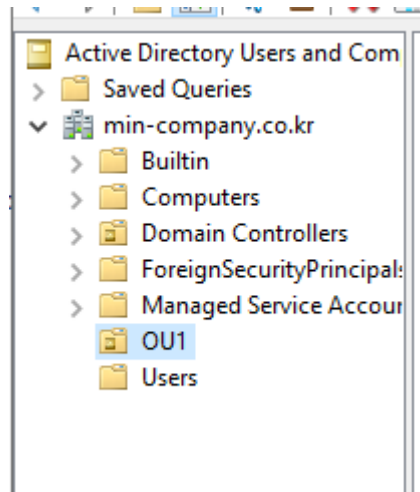 Active Directory Users and Com
Saved Queries
min-company.co.kr
Builtin
Computers
Domain Controllers
ForeignSecurityPrincipals
Managed Service Accour
OU1
Users